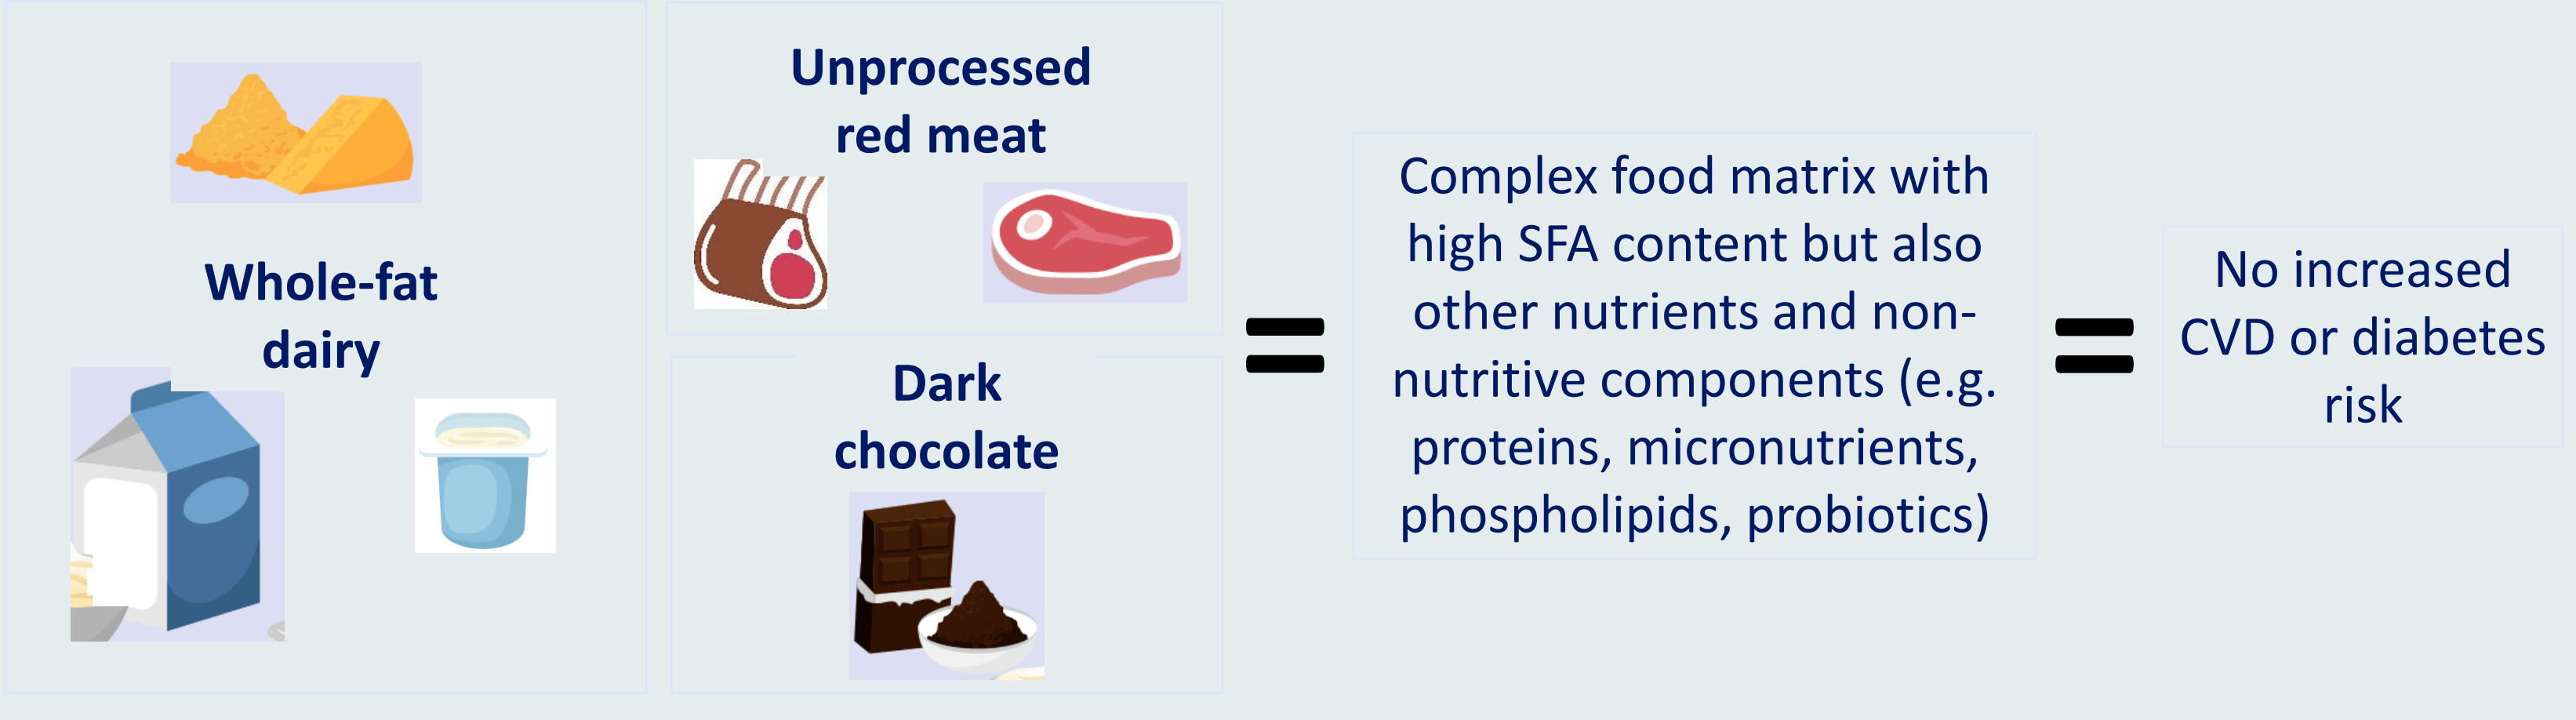 Whole-fat
dairy
Unprocessed
red meat
Dark
chocolate
=
Complex food matrix with
high SFA content but also
other nutrients and non-
nutritive components (e.g.
proteins, micronutrients,
phospholipids, probiotics)
=
No increased
CVD or diabetes
risk